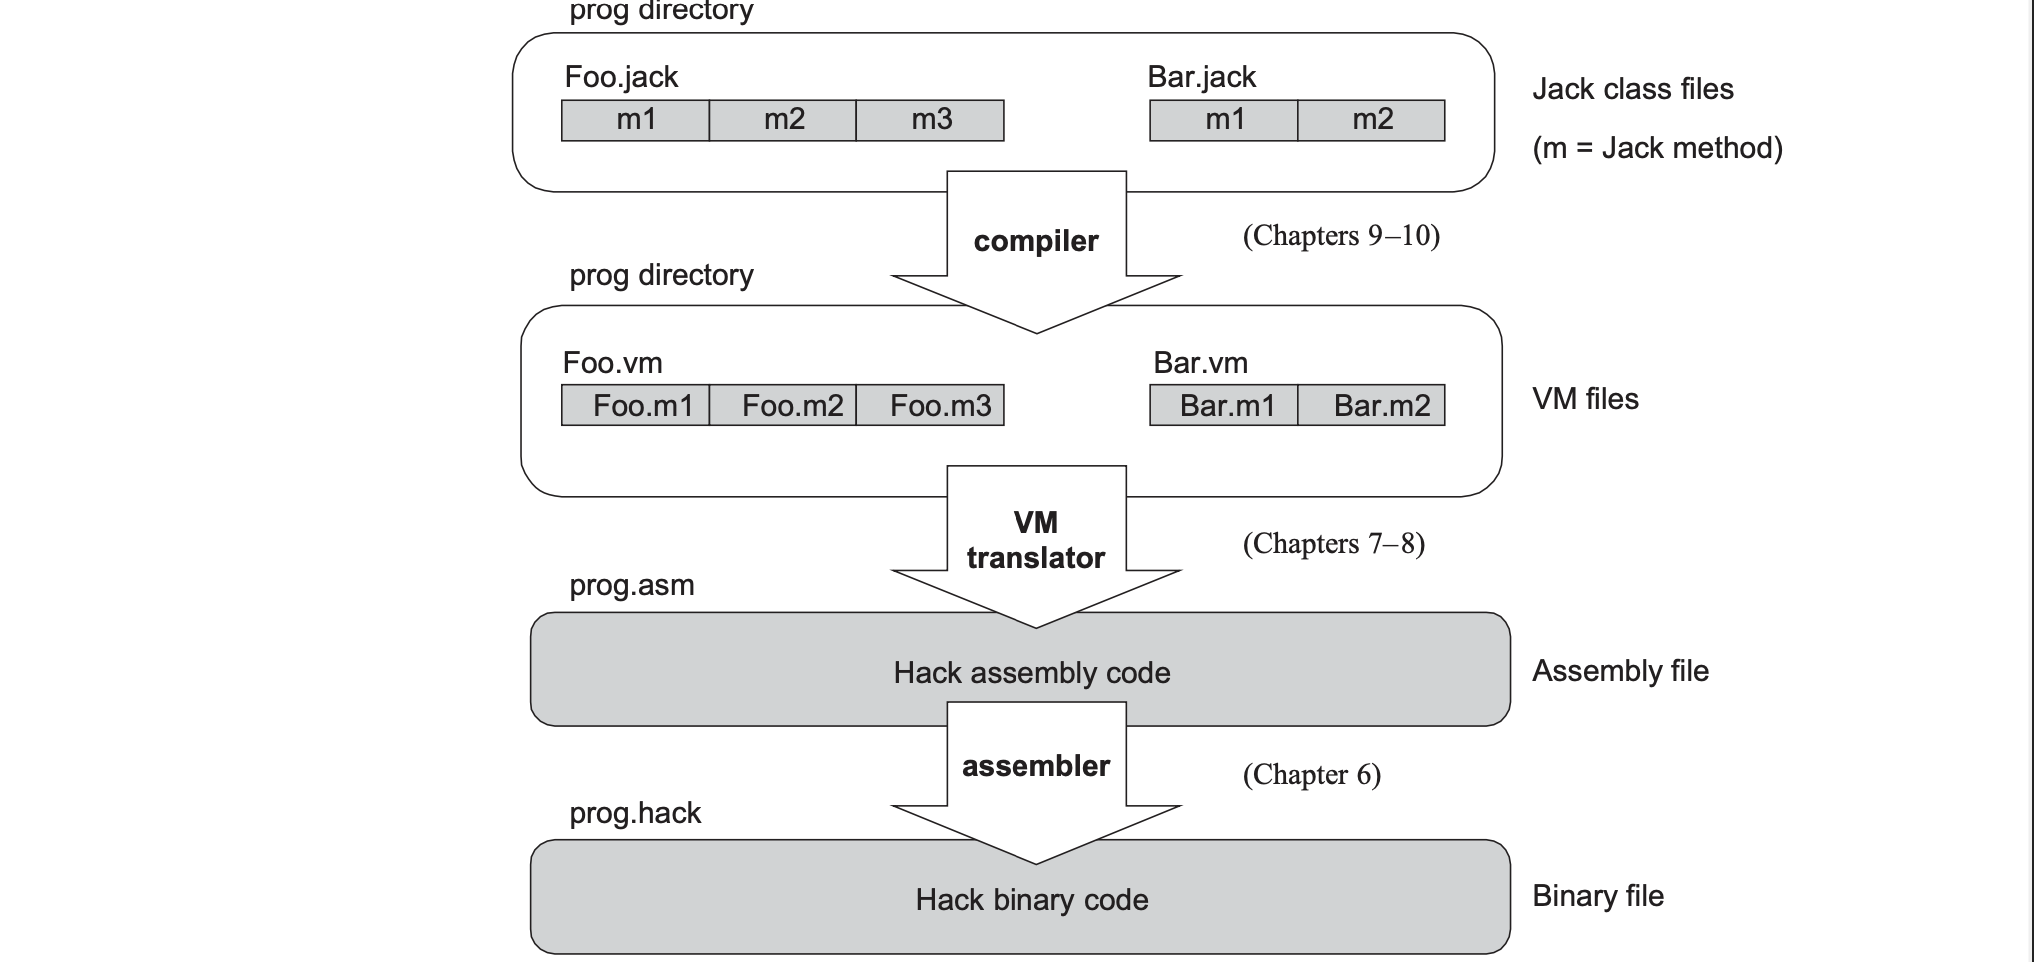 prog directory
Foo.jack
Bar.jack
Jack class files
m1 m2 m3
m1 m2
(m = Jack method)
compiler
(Chapters 9–10)
prog directory
Foo.vm
Bar.vm
VM files
Foo.m1 Foo.m2 Foo.m3
Bar.m1 Bar.m2
VM
translator
(Chapters 7–8)
prog.asm
Hack assembly code
Assembly file
assembler
(Chapter 6)
prog.hack
Hack binary code
Binary file